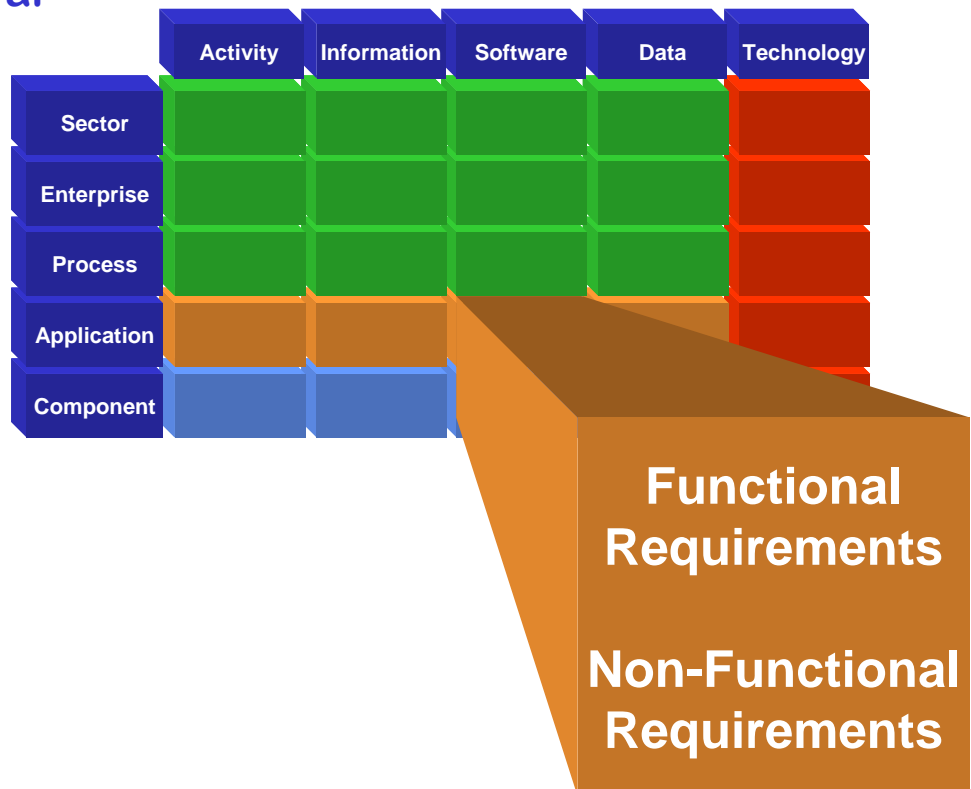 Activity Information Software Data Technology
Sector
Enterprise
Process
Application
Component
Functional
Requirements
Non-Functional
Requirements